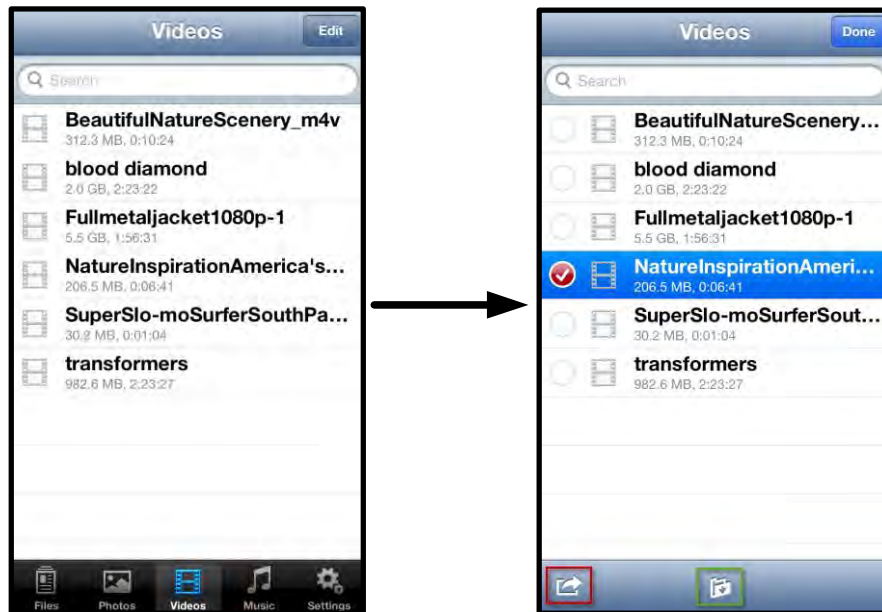 Videos
Edit
Search
BeautifulNatureScenery_m4v
312.3 MB, 0:10:24
blood diamond
2.0 GB, 2:23:22
Fullmetaljacket1080p-1
5.5 GB, 1:56:31
NatureInspirationAmerica's...
206.5 MB, 0:06:41
SuperSlo-moSurferSouthPa...
30.2 MB, 0:01:04
transformers
982.6 MB, 2:23:27
Files
Photos
Videos
Music
Settings
Videos
Done
Search
BeautifulNatureScenery...
312.3 MB, 0:10:24
blood diamond
2.0 GB, 2:23:22
Fullmetaljacket1080p-1
5.5 GB, 1:56:31
NatureInspirationAmeri...
206.5 MB, 0:06:41
SuperSlo-moSurferSout...
30.2 MB, 0:01:04
transformers
982.6 MB, 2:23:27